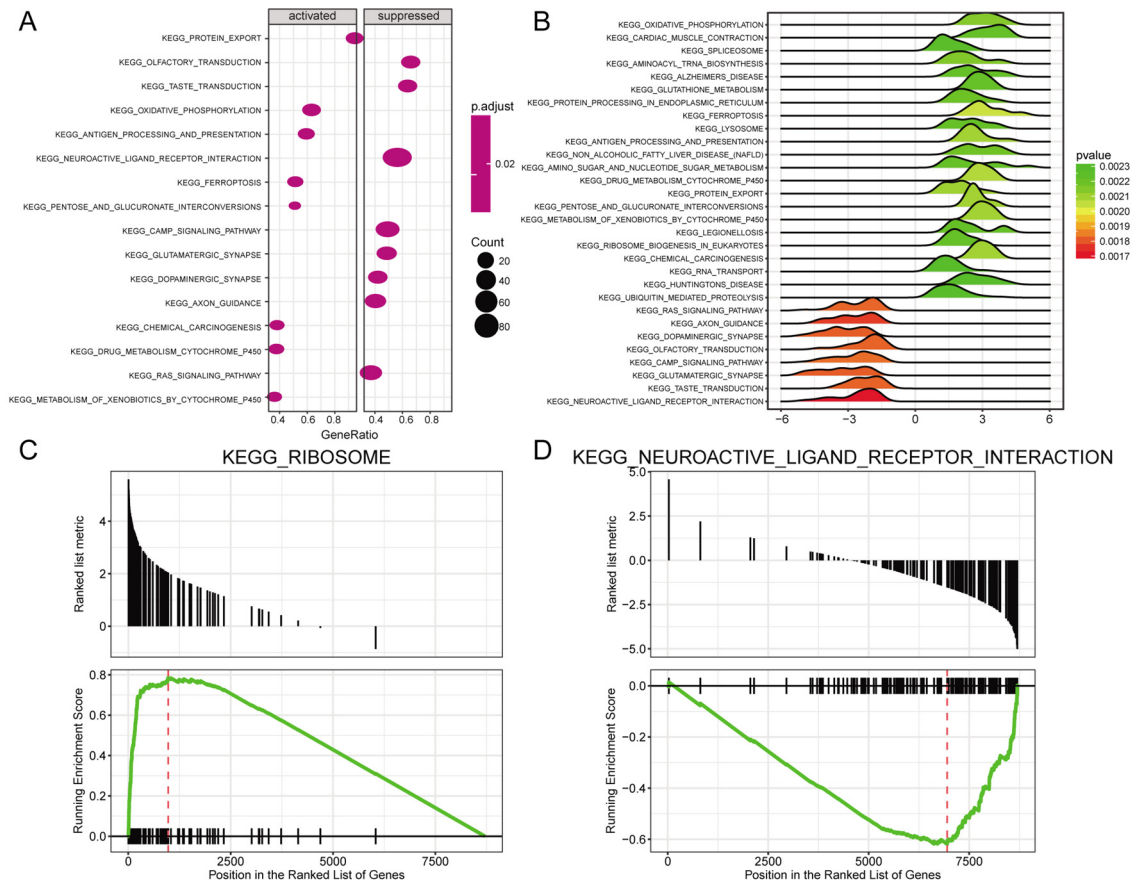 A
activated
suppressed
KEGG_PROTEIN_EXPORT
KEGG_OLFACTORY_TRANSDUCTION
KEGG_TASTE_TRANSDUCTION
KEGG_OXIDATIVE_PHOSPHORYLATION
KEGG_ANTIGEN_PROCESSING_AND_PRESENTATION
KEGG_NEUROACTIVE_LIGAND_RECEPTOR_INTERACTION
KEGG_FERROPTOSIS
KEGG_PENTOSE_AND_GLUCURONATE_INTERCONVERSIONS
KEGG_CAMP_SIGNALING_PATHWAY
KEGG_GLUTAMATERGIC_SYNAPSE
KEGG_DOPAMINERGIC_SYNAPSE
KEGG_AXON_GUIDANCE
KEGG_CHEMICAL_CARCINOGENESIS
KEGG_DRUG_METABOLISM_CYTOCHROME_P450
KEGG_RAS_SIGNALING_PATHWAY
KEGG_METABOLISM_OF_XENOBIOTICS_BY_CYTOCHROME_P450
0.4 0.6 0.8 0.4 0.6 0.8
GeneRatio
p.adjust
0.02
Count
20
40
60
80
B
KEGG_OXIDATIVE_PHOSPHORYLATION
KEGG_CARDIAC_MUSCLE_CONTRACTION
KEGG_SPLICEOSOME
KEGG_AMINOACYL_TRNA_BIOSYNTHESIS
KEGG_ALZHEIMERS_DISEASE
KEGG_GLUTATHIONE_METABOLISM
KEGG_PROTEIN_PROCESSING_IN_ENDOPLASMIC_RETICULUM
KEGG_FERROPTOSIS
KEGG_LYSOSOME
KEGG_ANTIGEN_PROCESSING_AND_PRESENTATION
KEGG_NON_ALCOHOLIC_FATTY_LIVER_DISEASE_(NAFLD)
KEGG_AMINO_SUGAR_AND_NUCLEOTIDE_SUGAR_METABOLISM
KEGG_DRUG_METABOLISM_CYTOCHROME_P450
KEGG_PROTEIN_EXPORT
KEGG_PENTOSE_AND_GLUCURONATE_INTERCONVERSIONS
KEGG_METABOLISM_OF_XENOBIOTICS_BY_CYTOCHROME_P450
KEGG_LEGIONELLOSIS
KEGG_RIBOSOME_BIOGENESIS_IN_EUKARYOTES
KEGG_CHEMICAL_CARCINOGENESIS
KEGG_RNA_TRANSPORT
KEGG_HUNTINGTONS_DISEASE
KEGG_UBIQUITIN_MEDIATED_PROTEOLYSIS
KEGG_RAS_SIGNALING_PATHWAY
KEGG_AXON_GUIDANCE
KEGG_DOPAMINERGIC_SYNAPSE
KEGG_OLFACTORY_TRANSDUCTION
KEGG_CAMP_SIGNALING_PATHWAY
KEGG_GLUTAMATERGIC_SYNAPSE
KEGG_TASTE_TRANSDUCTION
KEGG_NEUROACTIVE_LIGAND_RECEPTOR_INTERACTION
−6 −3 0 3 6
pvalue
0.0023
0.0022
0.0021
0.0020
0.0019
0.0018
0.0017
C
KEGG_RIBOSOME
Ranked list metric
4
2
0
Running Enrichment Score
0.8
0.6
0.4
0.2
0.0
0 2500 5000 7500
Position in the Ranked List of Genes
D
KEGG_NEUROACTIVE_LIGAND_RECEPTOR_INTERACTION
Ranked list metric
5.0
2.5
0.0
−2.5
−5.0
Running Enrichment Score
0.0
−0.2
−0.4
−0.6
2500 5000 7500
Position in the Ranked List of Genes